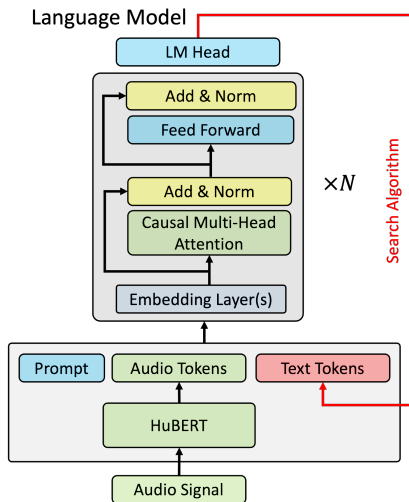 Language Model
LM Head
Add & Norm
Feed Forward
×N
Add & Norm
Causal Multi-Head
Attention
Embedding Layer(s)
Search Algorithm
Prompt
Audio Tokens
Text Tokens
HuBERT
Audio Signal